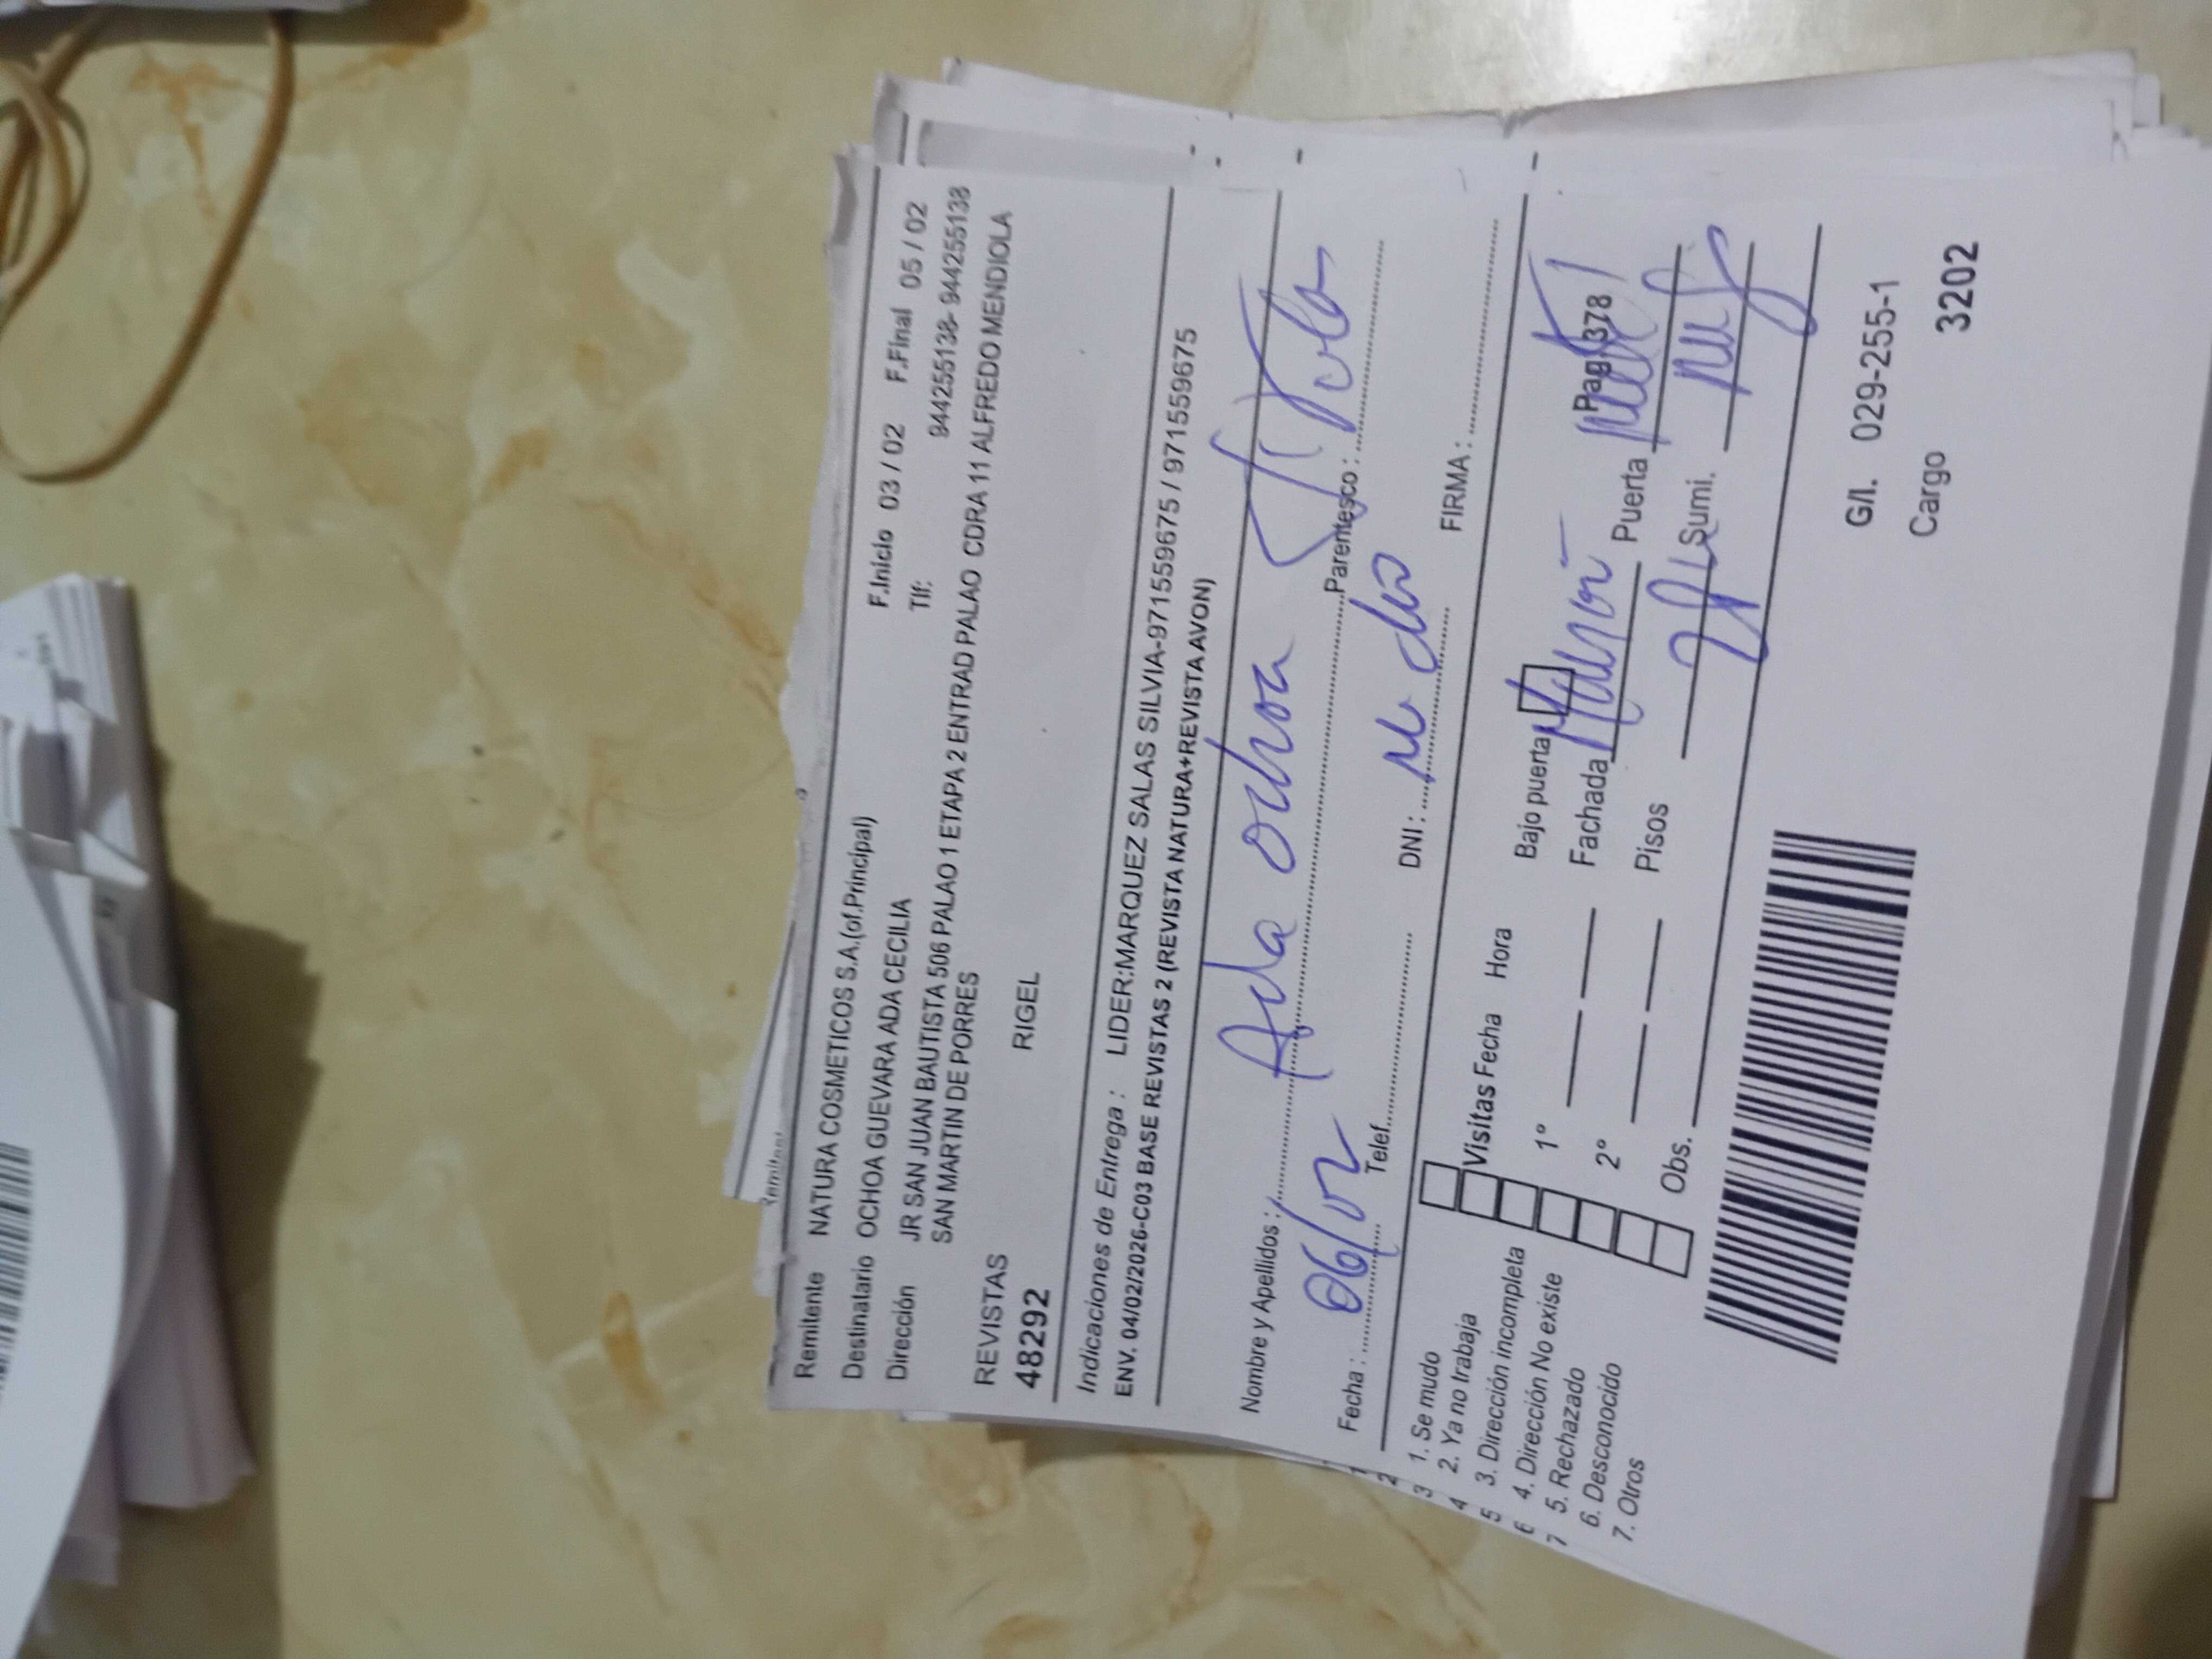 Remitente NATURA COSMETICOS S.A.(of.Principal) F.Inicio 03 / 02 F.Final 05 / 02
Destinatario OCHOA GUEVARA ADA CECILIA Tlf: 944255138- 944255138
Dirección JR SAN JUAN BAUTISTA 506 PALAO 1 ETAPA 2 ENTRAD PALAO CDRA 11 ALFREDO MENDIOLA
SAN MARTIN DE PORRES
REVISTAS
48292 RIGEL
Indicaciones de Entrega : LIDER:MARQUEZ SALAS SILVIA-971559675 / 971559675 / 971559675
ENV. 04/02/2026-C03 BASE REVISTAS 2 (REVISTA NATURA+REVISTA AVON)
Nombre y Apellidos : Ada ochoa
Parentesco :
Fecha : 06/02 Telef. DNI : FIRMA :
1. Se mudo
2. Ya no trabaja
3. Dirección incompleta
4. Dirección No existe
5. Rechazado
6. Desconocido
7. Otros
Visitas Fecha Hora Bajo puerta
1º Fachada Puerta Pag 378
2º Pisos Sumi.
Obs.
G/I. 029-255-1
Cargo 3202